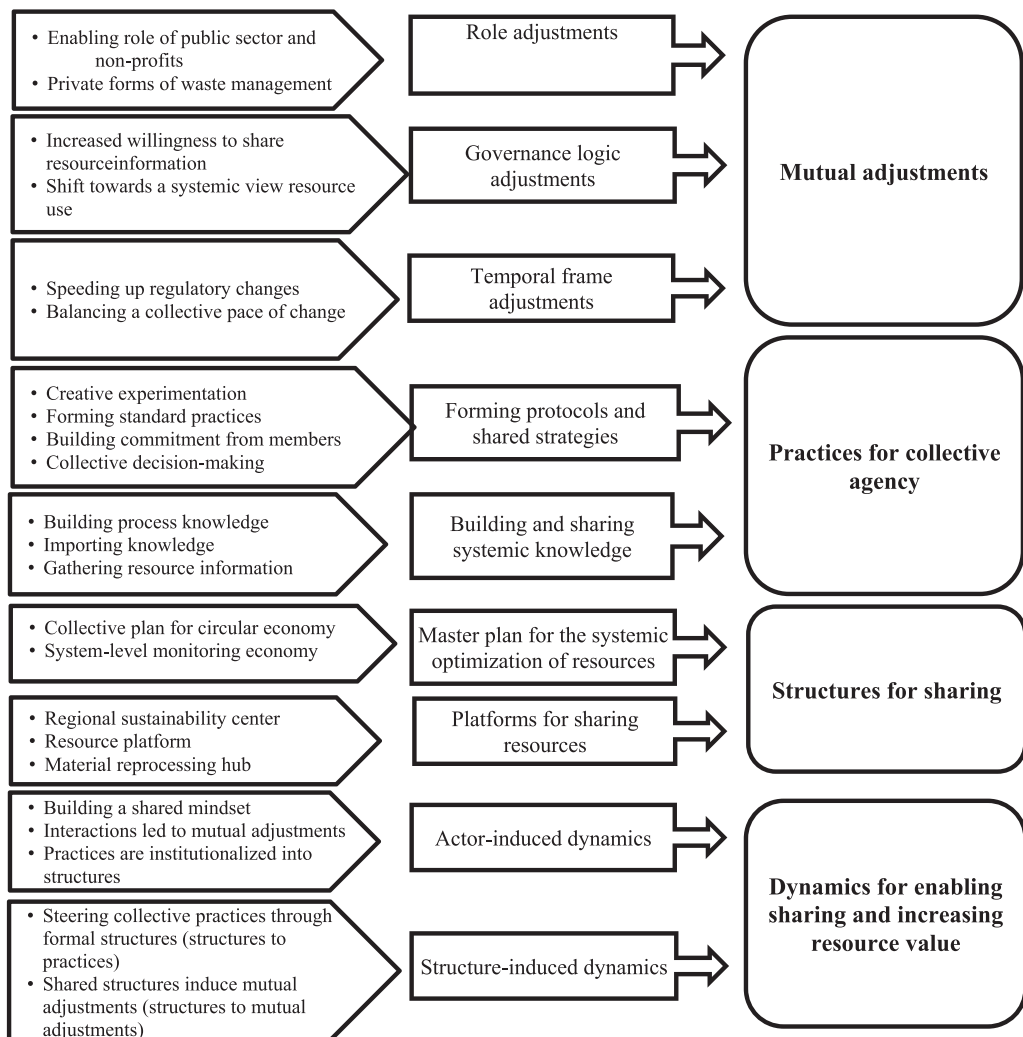 • Enabling role of public sector and
non-profits
• Private forms of waste management
Role adjustments
• Increased willingness to share
resourceinformation
• Shift towards a systemic view resource
use
Governance logic
adjustments
• Speeding up regulatory changes
• Balancing a collective pace of change
Temporal frame
adjustments
Mutual adjustments
• Creative experimentation
• Forming standard practices
• Building commitment from members
• Collective decision-making
Forming protocols and
shared strategies
• Building process knowledge
• Importing knowledge
• Gathering resource information
Building and sharing
systemic knowledge
Practices for collective
agency
• Collective plan for circular economy
• System-level monitoring economy
Master plan for the systemic
optimization of resources
• Regional sustainability center
• Resource platform
• Material reprocessing hub
Platforms for sharing
resources
Structures for sharing
• Building a shared mindset
• Interactions led to mutual adjustments
• Practices are institutionalized into
structures
Actor-induced dynamics
• Steering collective practices through
formal structures (structures to
practices)
• Shared structures induce mutual
adjustments (structures to mutual
adjustments)
Structure-induced dynamics
Dynamics for enabling
sharing and increasing
resource value